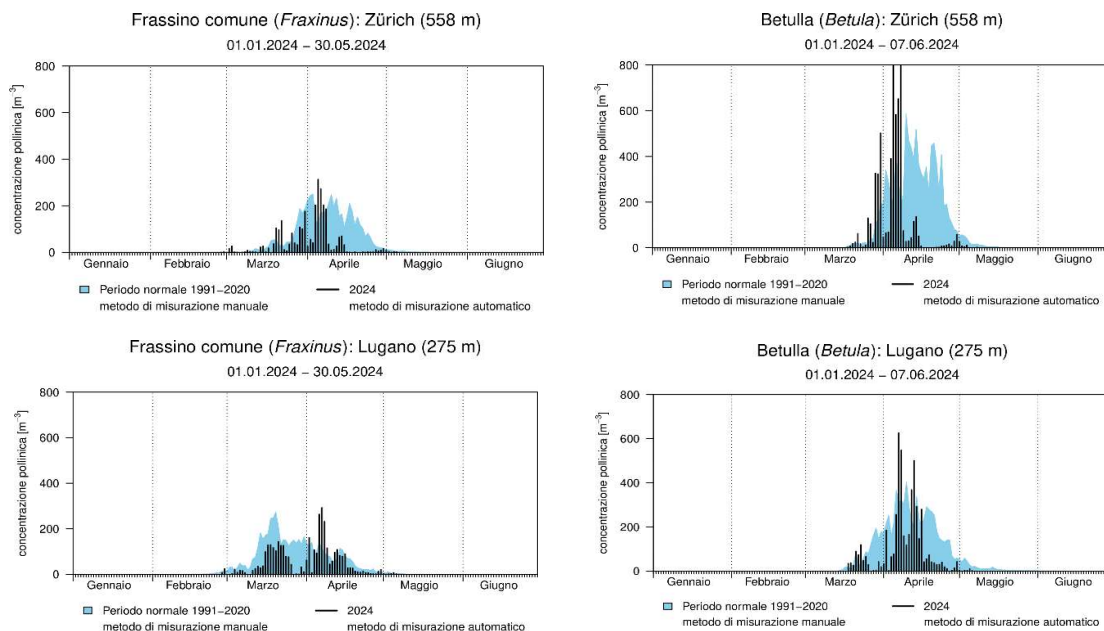 Frassino comune (Fraxinus): Zürich (558 m)
01.01.2024 – 30.05.2024
concentrazione pollinica [m⁻³]
800
600
400
200
0
Gennaio Febbraio Marzo Aprile Maggio Giugno
Periodo normale 1991–2020
metodo di misurazione manuale
2024
metodo di misurazione automatico
Betulla (Betula): Zürich (558 m)
01.01.2024 – 07.06.2024
concentrazione pollinica [m⁻³]
800
600
400
200
0
Gennaio Febbraio Marzo Aprile Maggio Giugno
Periodo normale 1991–2020
metodo di misurazione manuale
2024
metodo di misurazione automatico
Frassino comune (Fraxinus): Lugano (275 m)
01.01.2024 – 30.05.2024
concentrazione pollinica [m⁻³]
800
600
400
200
0
Gennaio Febbraio Marzo Aprile Maggio Giugno
Periodo normale 1991–2020
metodo di misurazione manuale
2024
metodo di misurazione automatico
Betulla (Betula): Lugano (275 m)
01.01.2024 – 07.06.2024
concentrazione pollinica [m⁻³]
800
600
400
200
0
Gennaio Febbraio Marzo Aprile Maggio Giugno
Periodo normale 1991–2020
metodo di misurazione manuale
2024
metodo di misurazione automatico